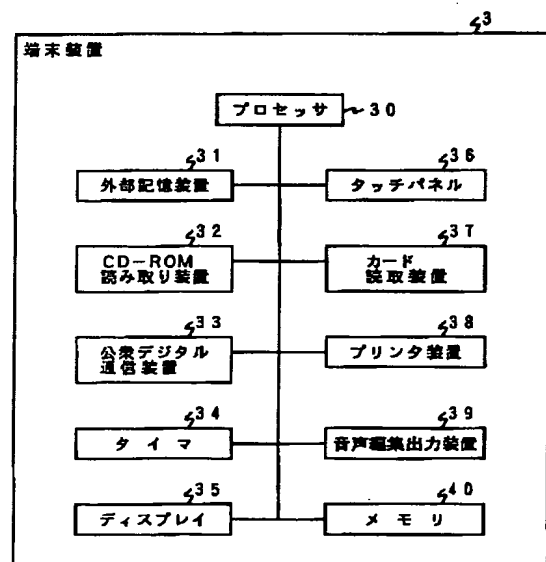 3
端末装置
プロセッサ 30
31 36
外部記憶装置 タッチパネル
32 37
CD-ROM
読み取り装置
カード
読取装置
33 38
公衆デジタル
通信装置
プリンタ装置
34 39
タイマ 音声編集出力装置
35 40
ディスプレイ メモリ